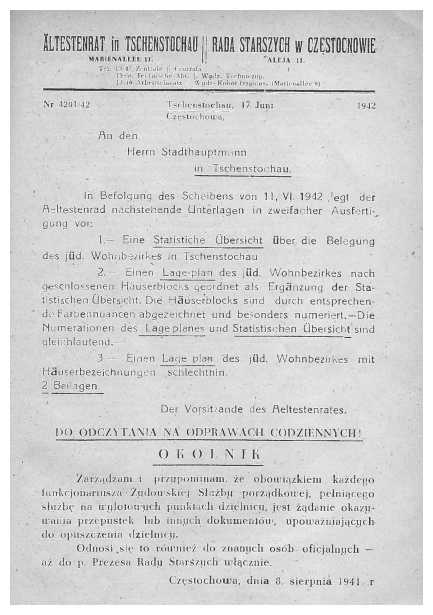 ÄLTESTENRAT in TSCHENSTOCHAU || RADA STARSZYCH w CZĘSTOCHOWIE
MARIENALLEE 11. ALEJA 11.
Nr 4201/42 Tschenstochau, 17 Juni 1942
Częstochowa,
An den
Herrn Stadthauptmann
in Tschenstochau.
In Befolgung des Scheibens von 11, VI. 1942 legt der
Aeltestenrad nachstehende Unterlagen in zweifacher Ausferti-
gung vor:
1.— Eine Statistiche Übersicht über die Belegung
des jüd. Wohnbezirkes in Tschenstochau
2.— Einen Lage-plan des jüd. Wohnbezirkes nach
geschlossenen Häuserblocks geordnet als Ergänzung der Sta-
tistischen Übersicht. Die Häuserblocks sind durch entsprechen-
de Farbennuancen abgezeichnet und besonders numeriert.—Die
Numerationen des Lageplanes und Statistischen Übersicht sind
gleichlautend.—
3.— Einen Lage plan des jüd. Wohnbezirkes mit
Häuserbezeichnungen schlechthin.
2 Beilagen.
Der Vorsitzande des Aeltestenrates.
DO ODCZYTANIA NA ODPRAWACH CODZIENNYCH!
OKÓLNIK
Zarządzam i przypominam, że obowiązkiem każdego
funkcjonariusza Żydowskiej Służby porządkowej, pełniącego
służbę na wylotowych punktach dzielnicy, jest żądanie okazy-
wania przepustek lub innych dokumentów, upoważniających
do opuszczenia dzielnicy.
Odnosi się to również do znanych osób oficjalnych —
aż do p. Prezesa Rady Starszych włącznie.
Częstochowa, dnia 8. sierpnia 1941. r